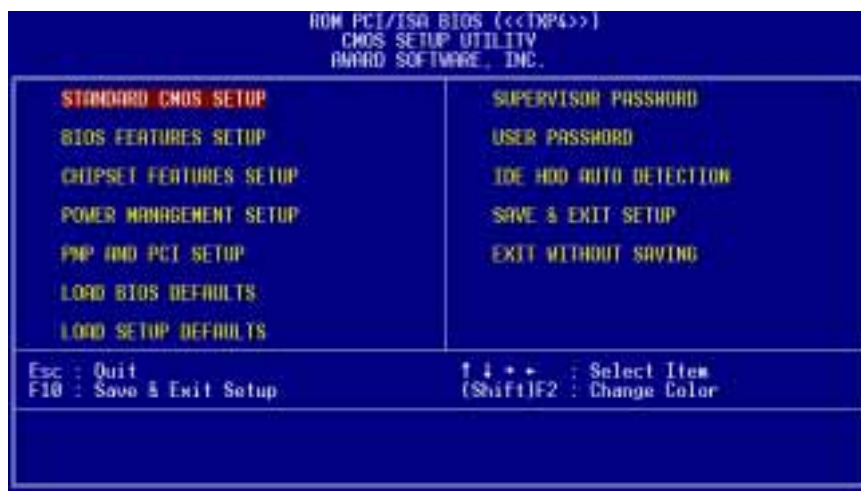 ROM PCI/ISA BIOS (<<TXP4>>)
CMOS SETUP UTILITY
AWARD SOFTWARE, INC.
STANDARD CMOS SETUP
BIOS FEATURES SETUP
CHIPSET FEATURES SETUP
POWER MANAGEMENT SETUP
PNP AND PCI SETUP
LOAD BIOS DEFAULTS
LOAD SETUP DEFAULTS
SUPERVISOR PASSWORD
USER PASSWORD
IDE HDD AUTO DETECTION
SAVE & EXIT SETUP
EXIT WITHOUT SAVING
Esc : Quit
F10 : Save & Exit Setup
↑ ↓ → ← : Select Item
(Shift)F2 : Change Color